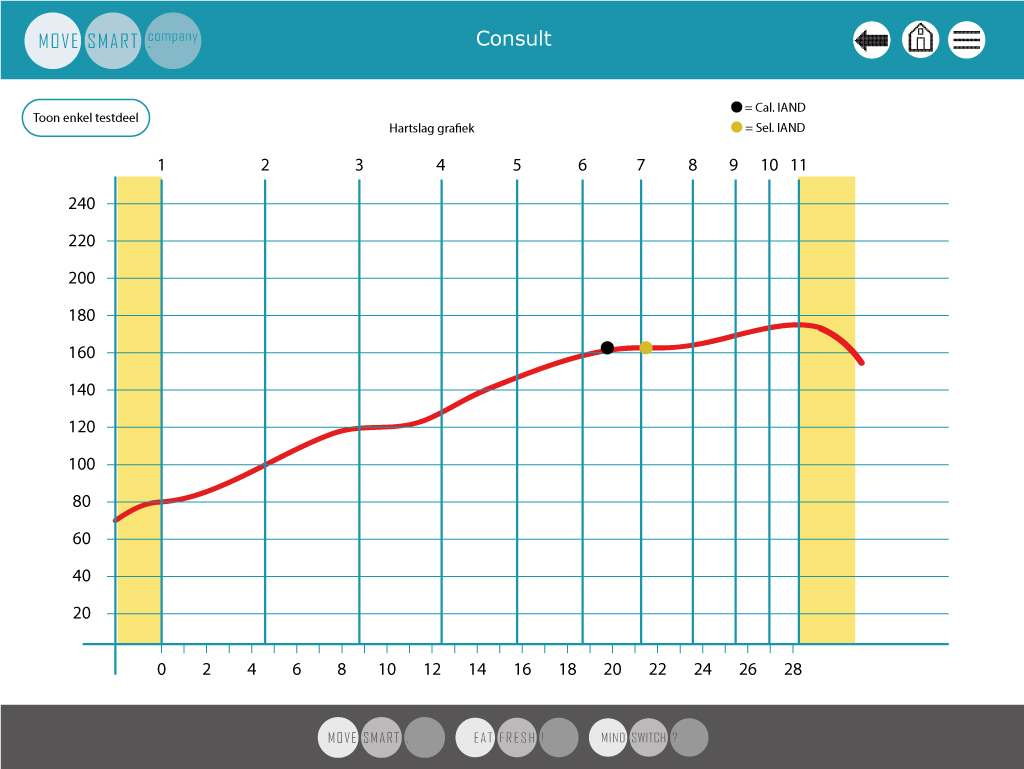 MOVE SMART .company
Consult
Toon enkel testdeel
Hartslag grafiek
= Cal. IAND
= Sel. IAND
1 2 3 4 5 6 7 8 9 10 11
240
220
200
180
160
140
120
100
80
60
40
20
0 2 4 6 8 10 12 14 16 18 20 22 24 26 28
MOVE SMART . EAT FRESH ! MIND SWITCH ?